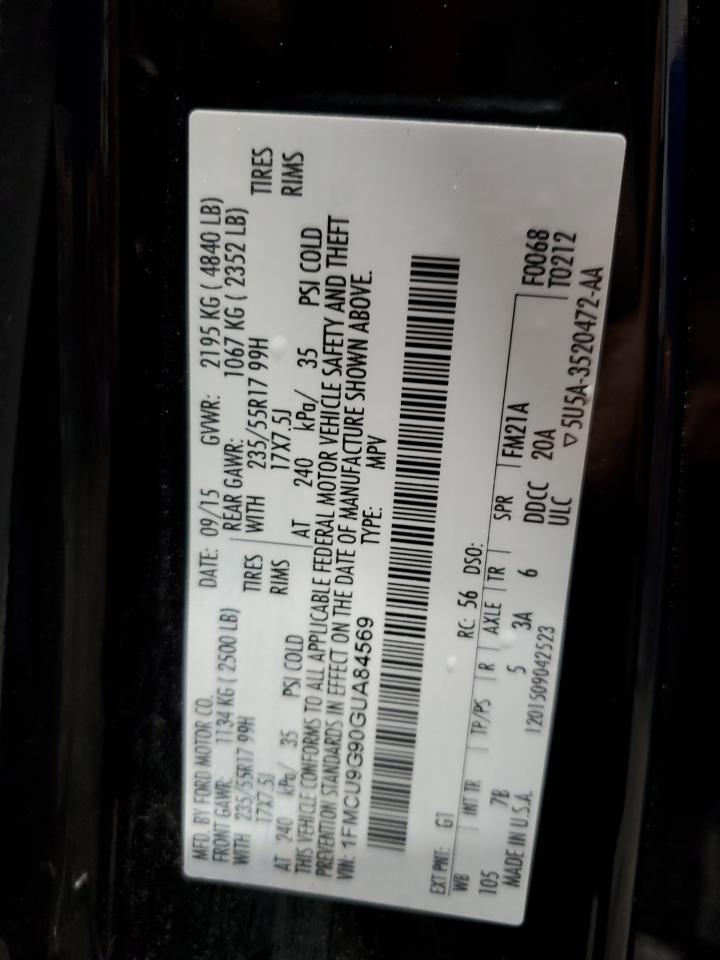 MFD. BY FORD MOTOR CO. DATE: 09/15 GVWR: 2195 KG ( 4840 LB)
FRONT GAWR: 1134 KG ( 2500 LB) REAR GAWR: 1067 KG ( 2352 LB)
WITH 235/55R17 99H TIRES WITH 235/55R17 99H TIRES
17X7.5J RIMS 17X7.5J RIMS
AT 240 kPa/ 35 PSI COLD AT 240 kPa/ 35 PSI COLD
THIS VEHICLE CONFORMS TO ALL APPLICABLE FEDERAL MOTOR VEHICLE SAFETY AND THEFT
PREVENTION STANDARDS IN EFFECT ON THE DATE OF MANUFACTURE SHOWN ABOVE.
VIN: 1FMCU9G90GUA84569 TYPE: MPV
EXT PNT: G1 RC: 56 DSO:
WB INT TR TP/PS R AXLE TR SPR FM21A F0068
105 7B 5 3A 6 DDCC 20A T0212
MADE IN U.S.A. 1201509042523 ULC ▽5U5A-3520472-AA